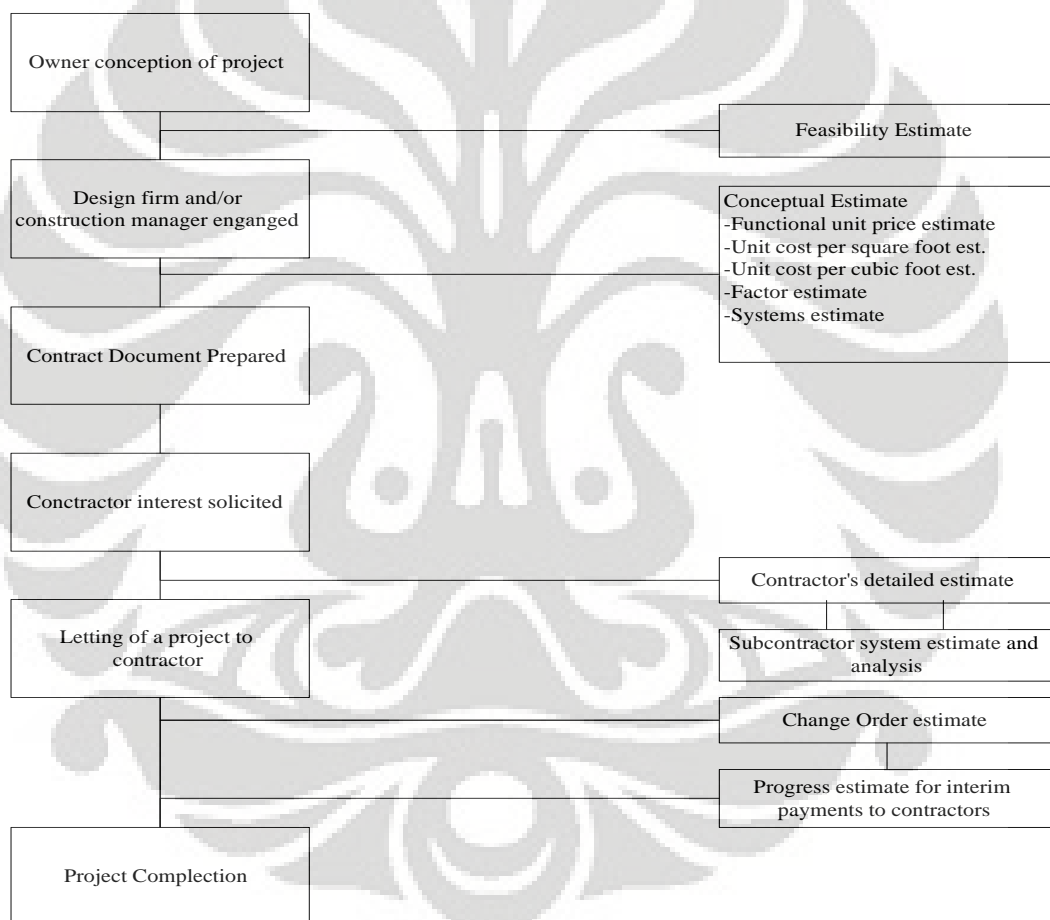 Owner conception of project
Feasibility Estimate
Design firm and/or
construction manager enganged
Conceptual Estimate
-Functional unit price estimate
-Unit cost per square foot est.
-Unit cost per cubic foot est.
-Factor estimate
-Systems estimate
Contract Document Prepared
Conctractor interest solicited
Contractor's detailed estimate
Letting of a project to
contractor
Subcontractor system estimate and
analysis
Change Order estimate
Progress estimate for interim
payments to contractors
Project Complection